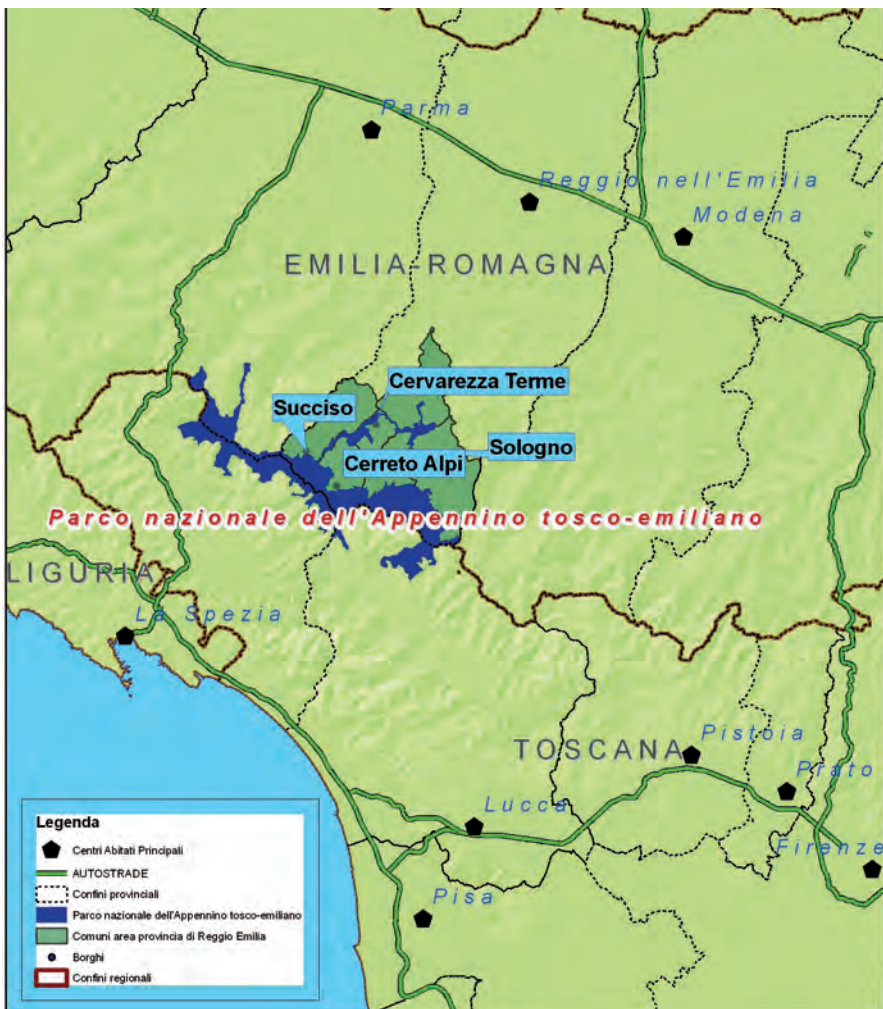 Parma
Reggio nell'Emilia
Modena
EMILIA-ROMAGNA
Cervarezza Terme
Succiso
Sologno
Cerreto Alpi
Parco nazionale dell'Appennino tosco-emiliano
LIGURIA
La Spezia
TOSCANA
Pistoia
Prato
Lucca
Firenze
Pisa
Legenda
Centri Abitati Principali
AUTOSTRADE
Confini provinciali
Parco nazionale dell'Appennino tosco-emiliano
Comuni area provincia di Reggio Emilia
Borghi
Confini regionali